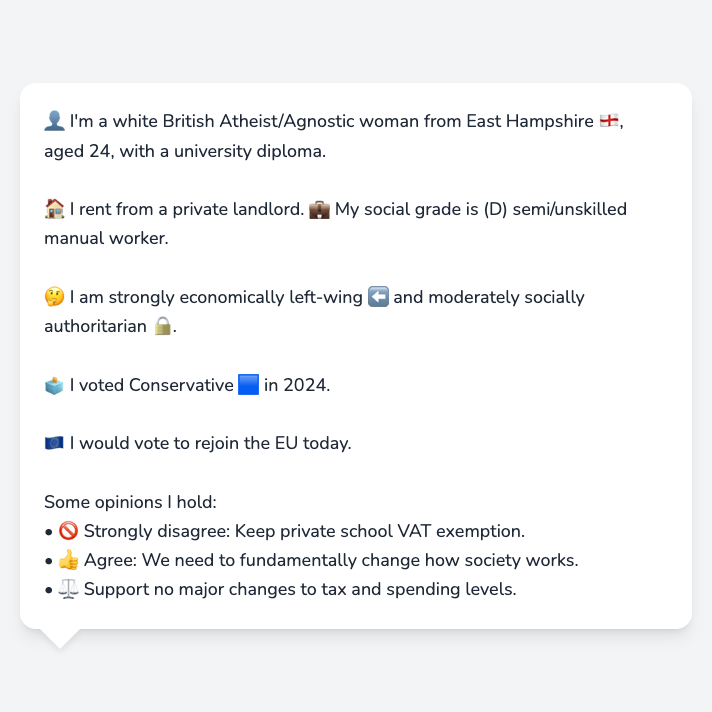 👤 I'm a white British Atheist/Agnostic woman from East Hampshire 🏴󠁧󠁢󠁥󠁮󠁧󠁿,
aged 24, with a university diploma.
🏠 I rent from a private landlord. 💼 My social grade is (D) semi/unskilled
manual worker.
🤔 I am strongly economically left-wing ⬅️ and moderately socially
authoritarian 🔒.
🗳️ I voted Conservative 🟦 in 2024.
🇪🇺 I would vote to rejoin the EU today.
Some opinions I hold:
• 🚫 Strongly disagree: Keep private school VAT exemption.
• 👍 Agree: We need to fundamentally change how society works.
• ⚖️ Support no major changes to tax and spending levels.